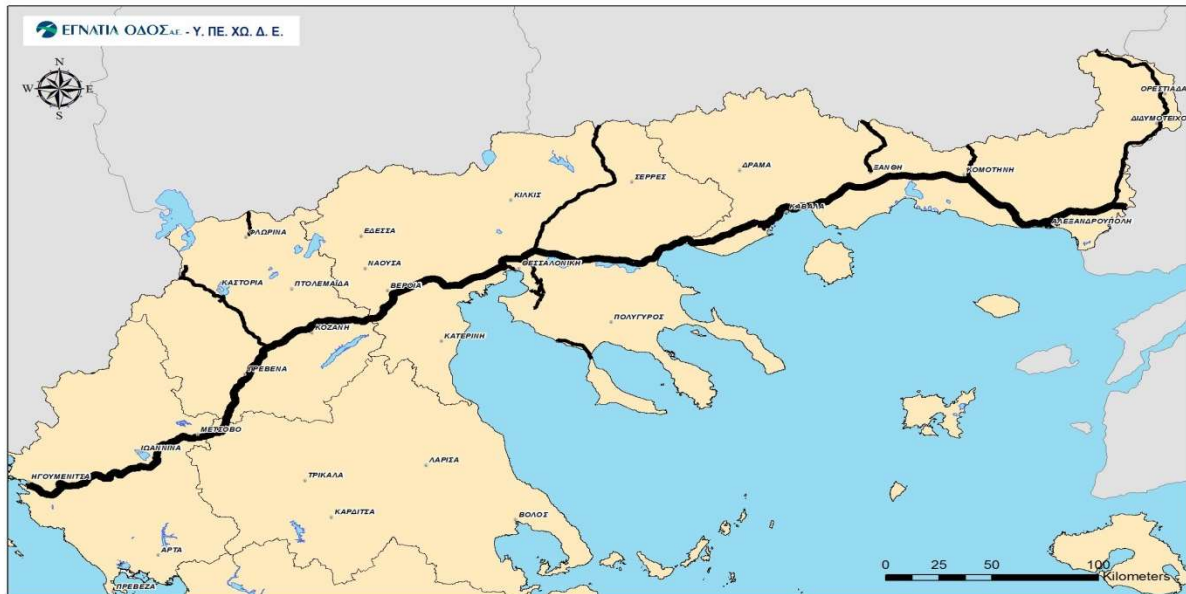 ΕΓΝΑΤΙΑ ΟΔΟΣ Α.Ε. - Υ. ΠΕ. ΧΩ. Δ. Ε.
N
W E
S
ΟΡΕΣΤΙΑΔΑ
ΔΙΔΥΜΟΤΕΙΧΟ
ΔΡΑΜΑ
ΞΑΝΘΗ
ΚΟΜΟΤΗΝΗ
ΣΕΡΡΕΣ
ΚΙΛΚΙΣ
ΚΑΒΑΛΑ
ΑΛΕΞΑΝΔΡΟΥΠΟΛΗ
ΦΛΩΡΙΝΑ
ΕΔΕΣΣΑ
ΝΑΟΥΣΑ
ΘΕΣΣΑΛΟΝΙΚΗ
ΚΑΣΤΟΡΙΑ
ΠΤΟΛΕΜΑΪΔΑ
ΒΕΡΟΙΑ
ΠΟΛΥΓΥΡΟΣ
ΚΟΖΑΝΗ
ΚΑΤΕΡΙΝΗ
ΓΡΕΒΕΝΑ
ΜΕΤΣΟΒΟ
ΙΩΑΝΝΙΝΑ
ΗΓΟΥΜΕΝΙΤΣΑ
ΛΑΡΙΣΑ
ΤΡΙΚΑΛΑ
ΚΑΡΔΙΤΣΑ
ΒΟΛΟΣ
ΑΡΤΑ
ΠΡΕΒΕΖΑ
0 25 50 100
Kilometers